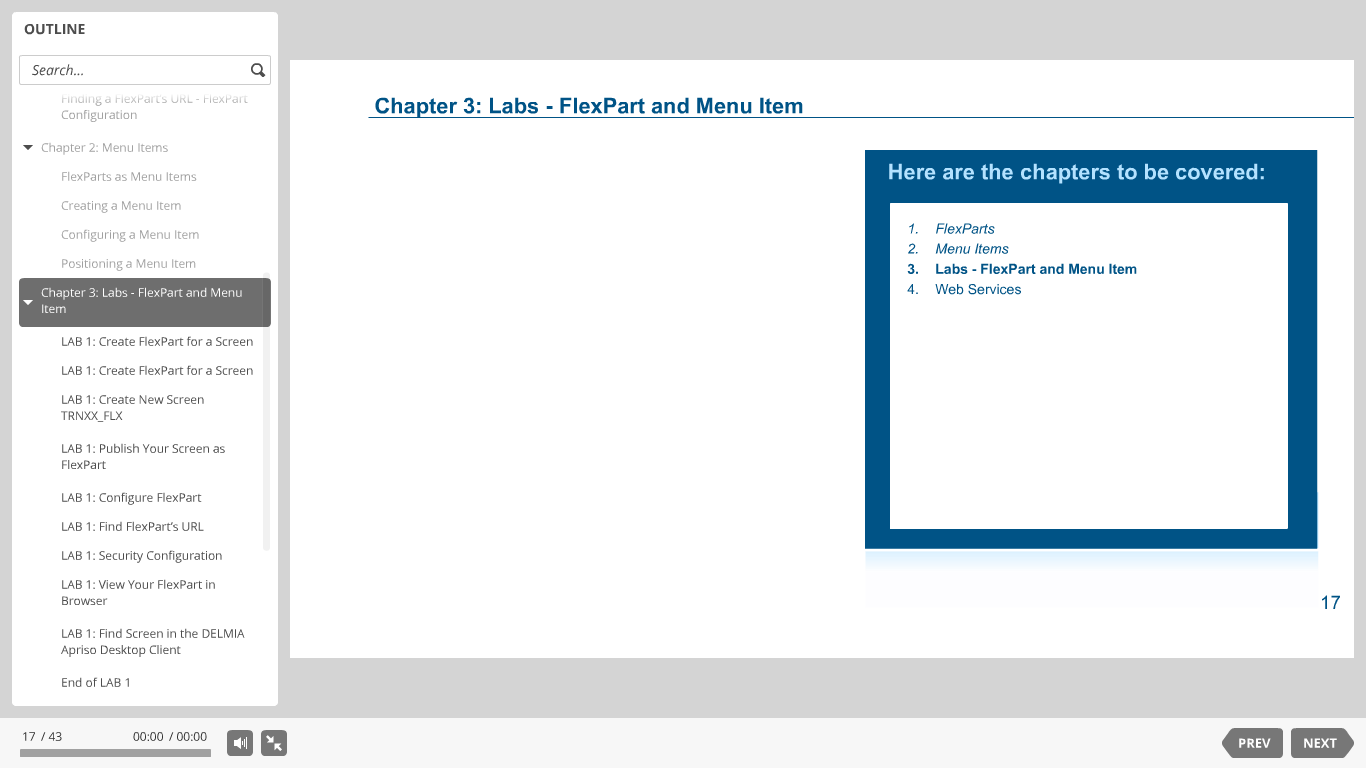 OUTLINE
Search...
Finding a FlexPart's URL - FlexPart
Configuration
Chapter 2: Menu Items
FlexParts as Menu Items
Creating a Menu Item
Configuring a Menu Item
Positioning a Menu Item
Chapter 3: Labs - FlexPart and Menu
Item
LAB 1: Create FlexPart for a Screen
LAB 1: Create FlexPart for a Screen
LAB 1: Create New Screen
TRNXX_FLX
LAB 1: Publish Your Screen as
FlexPart
LAB 1: Configure FlexPart
LAB 1: Find FlexPart’s URL
LAB 1: Security Configuration
LAB 1: View Your FlexPart in
Browser
LAB 1: Find Screen in the DELMIA
Apriso Desktop Client
End of LAB 1
Chapter 3: Labs - FlexPart and Menu Item
Here are the chapters to be covered:
1. FlexParts
2. Menu Items
3. Labs - FlexPart and Menu Item
4. Web Services
17
17 / 43
00:00 / 00:00
PREV
NEXT